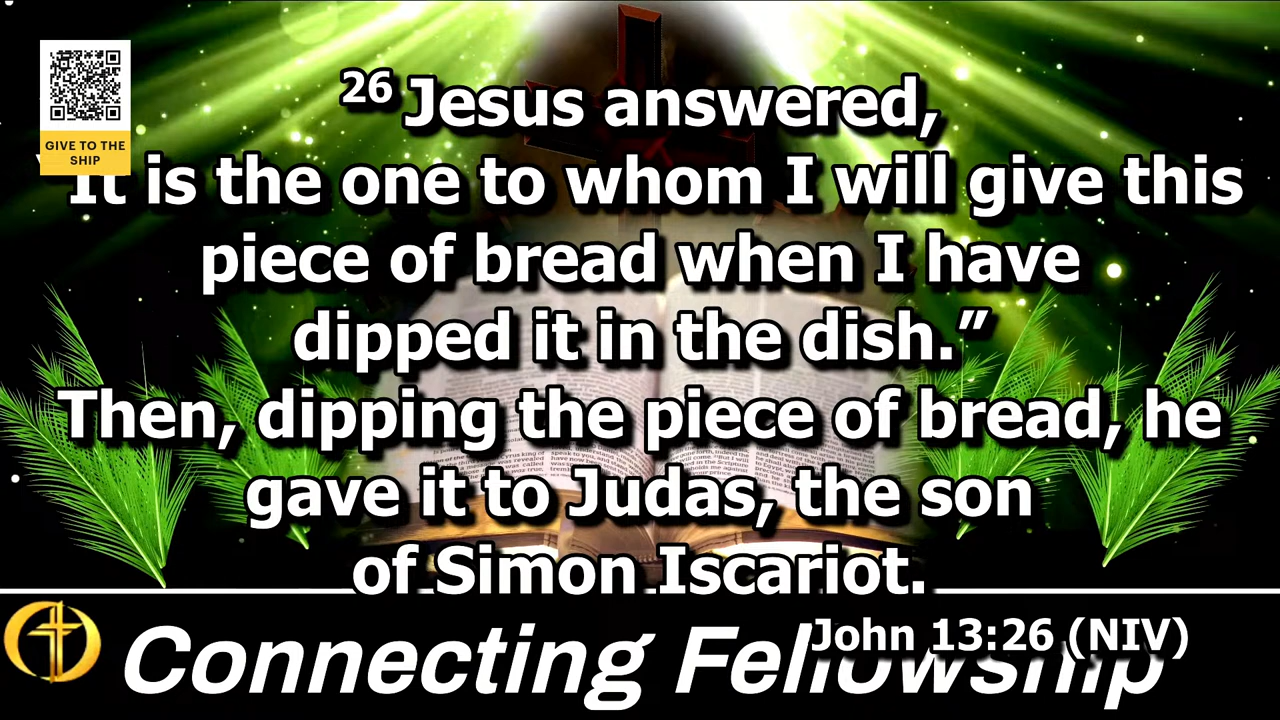 GIVE TO THE
SHIP
26 Jesus answered,
“It is the one to whom I will give this
piece of bread when I have
dipped it in the dish.”
Then, dipping the piece of bread, he
gave it to Judas, the son
of Simon Iscariot.
John 13:26 (NIV)
Connecting Fellowship